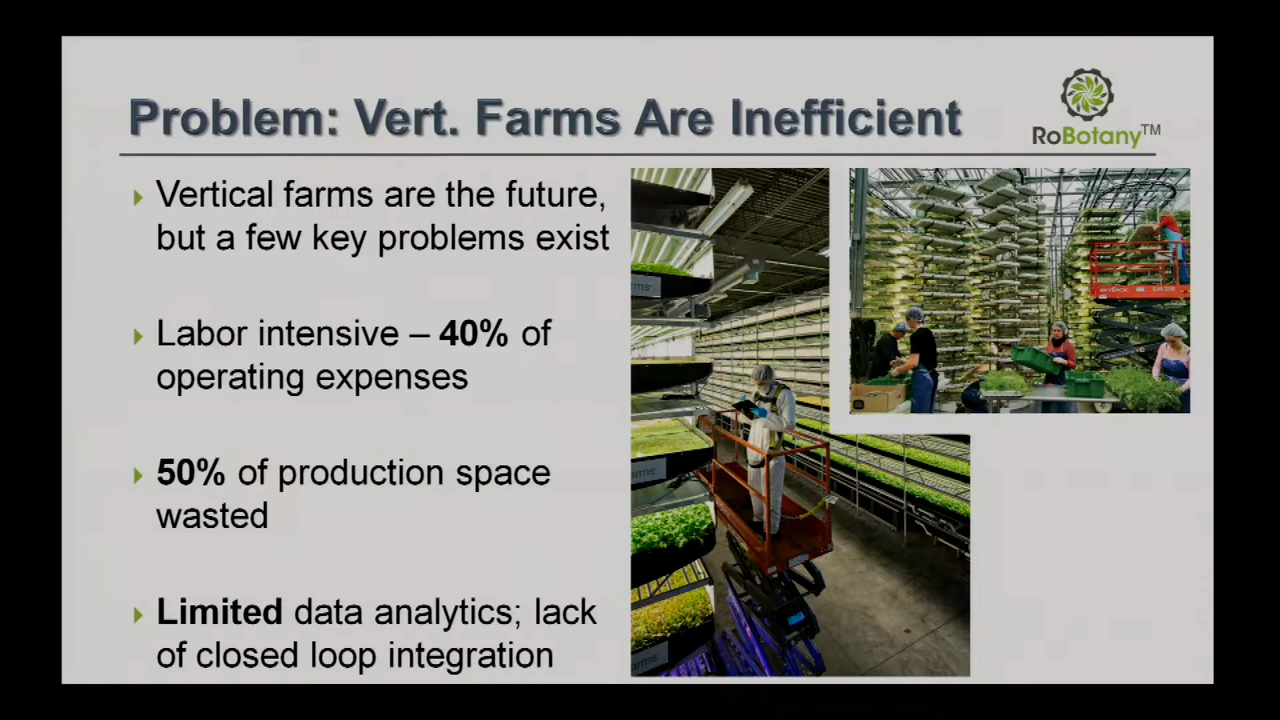 Problem: Vert. Farms Are Inefficient
RoBotany™
Vertical farms are the future,
but a few key problems exist
Labor intensive – 40% of
operating expenses
50% of production space
wasted
Limited data analytics; lack
of closed loop integration
arms